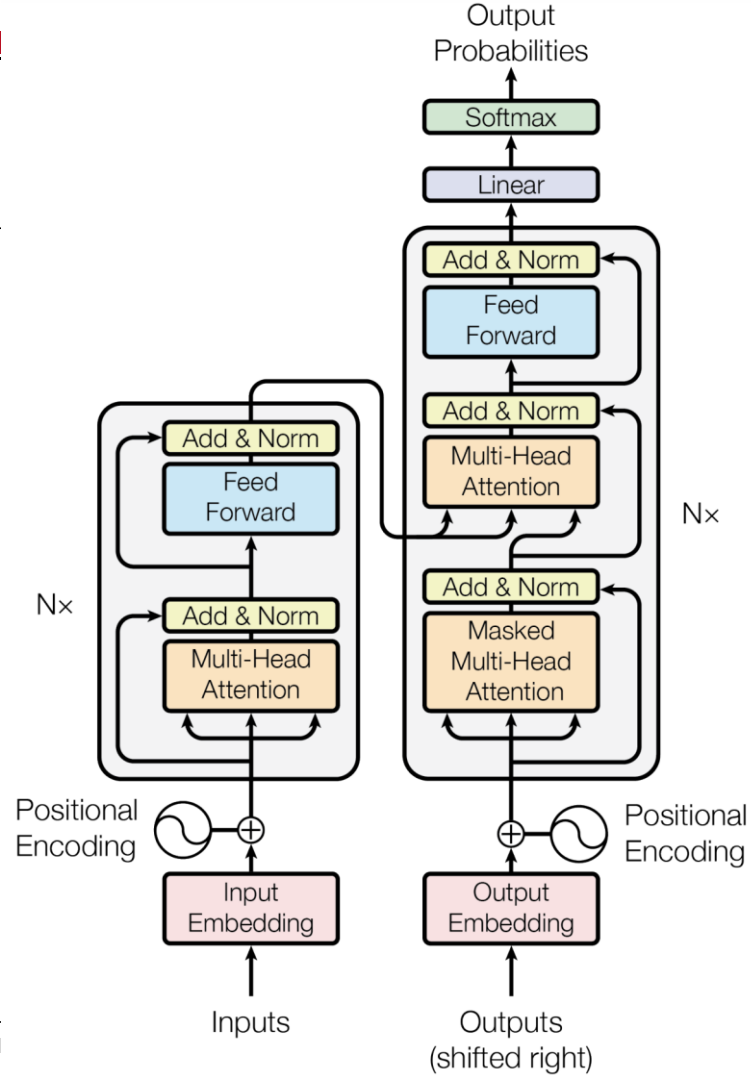 Output
Probabilities
Softmax
Linear
Add & Norm
Feed
Forward
Add & Norm
Multi-Head
Attention
Add & Norm
Masked
Multi-Head
Attention
Nx
Add & Norm
Feed
Forward
Add & Norm
Multi-Head
Attention
Nx
Positional
Encoding
Positional
Encoding
Input
Embedding
Output
Embedding
Inputs
Outputs
(shifted right)